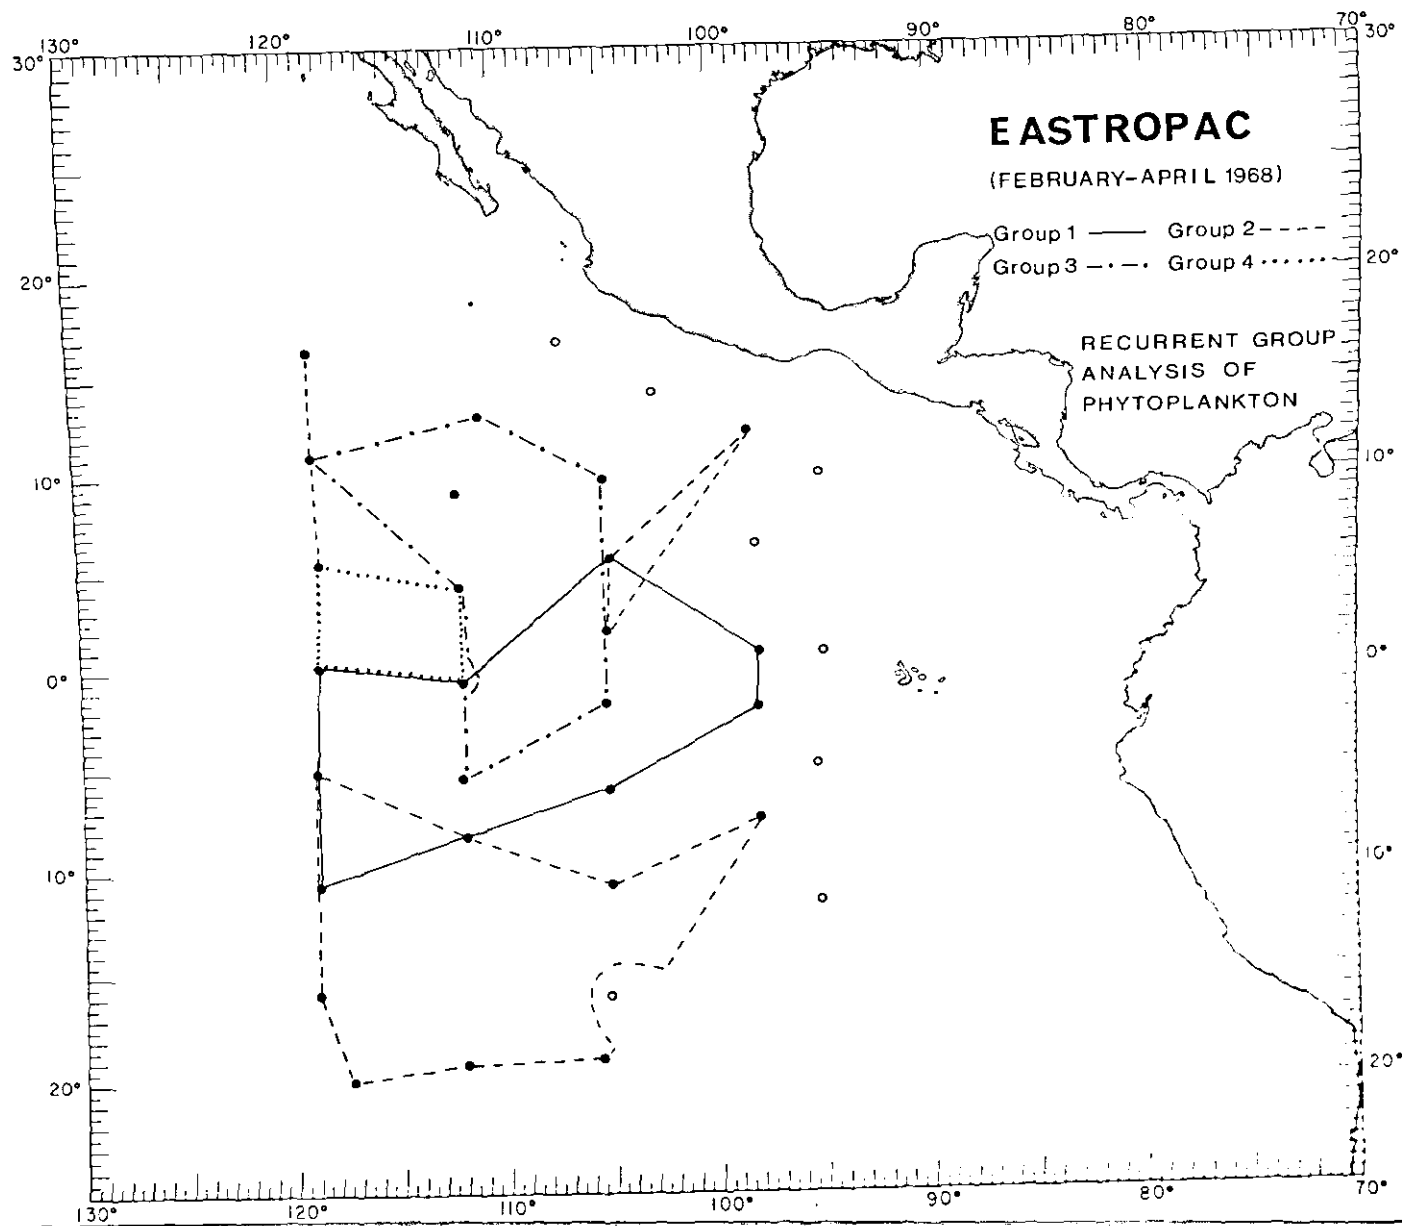 130° 120° 110° 100° 90° 80° 70°
30° 30°
EASTROPAC
(FEBRUARY-APRIL 1968)
Group 1 Group 2
Group 3 Group 4
20° 20°
RECURRENT GROUP
ANALYSIS OF
PHYTOPLANKTON
10° 10°
0° 0°
10° 10°
20° 20°
130° 120° 110° 100° 90° 80° 70°